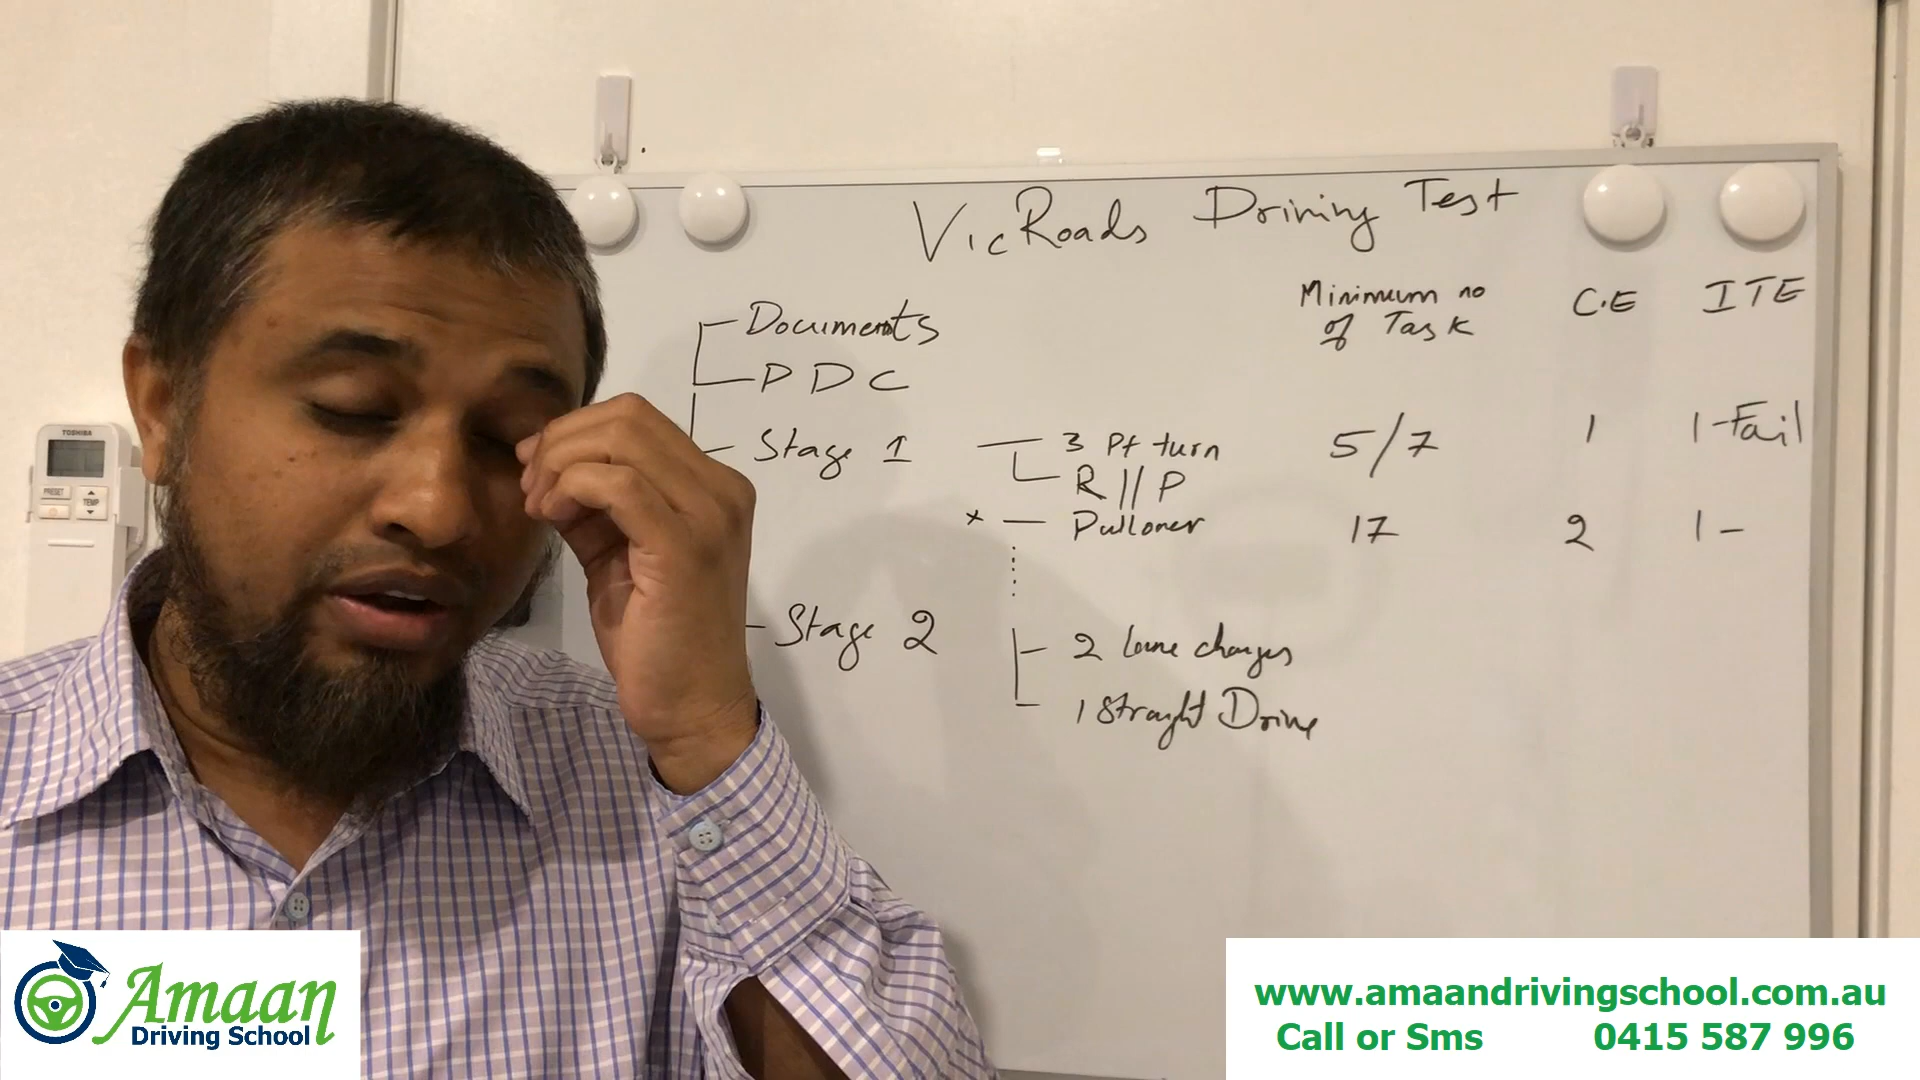 VicRoads Driving Test
Minimum no
of Task
C.E
ITE
Documents
PDC
Stage 1
3 Pt turn
5/7
1
1-Fail
R//P
* Pullover
17
2
1-
Stage 2
2 lane changes
1 Straight Drive
TOSHIBA
PRESET
TEMP
Amaan
Driving School
www.amaandrivingschool.com.au
Call or Sms 0415 587 996